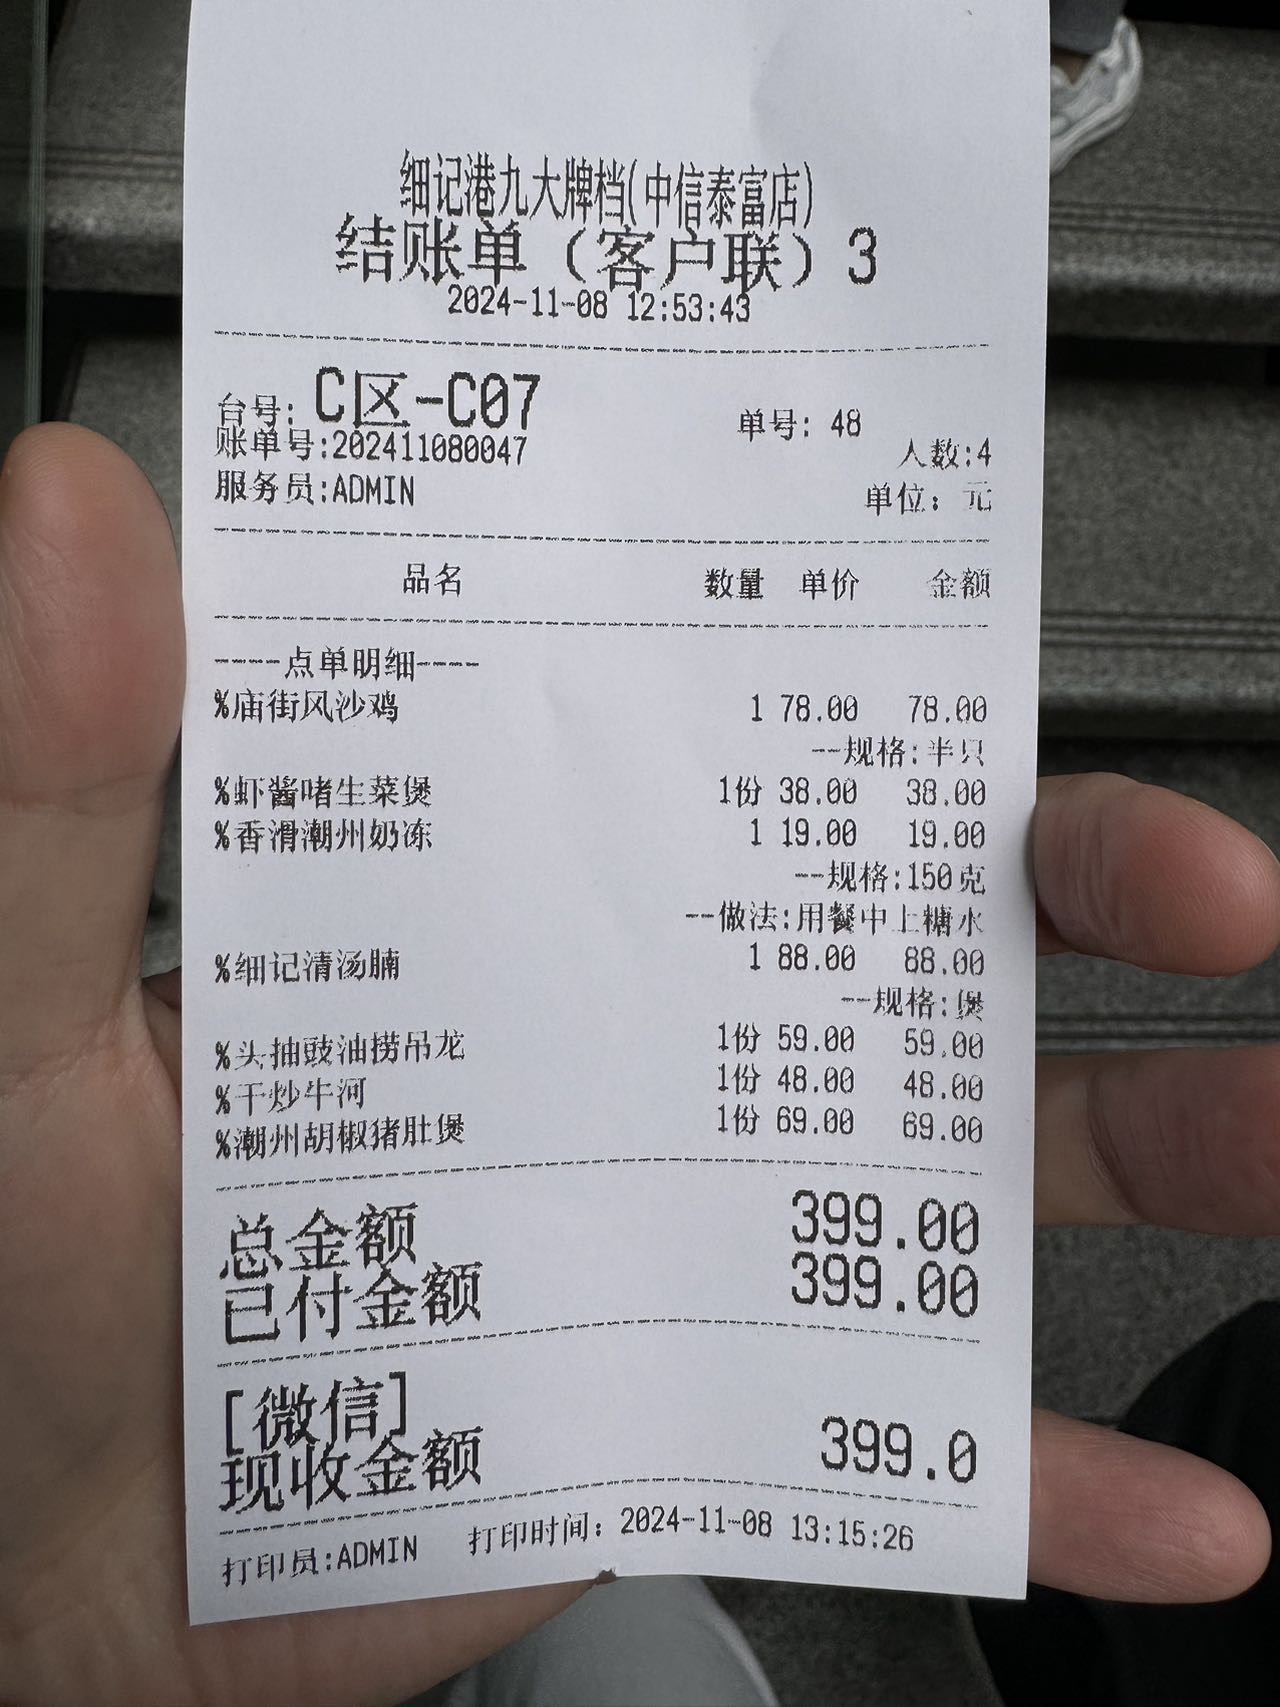 细记港九大牌档(中信泰富店)
结账单（客户联）3
2024-11-08 12:53:43
台号: C区-C07 单号: 48
账单号:202411080047 人数:4
服务员:ADMIN 单位: 元
品名 数量 单价 金额
----点单明细----
%庙街风沙鸡 1 78.00 78.00
--规格:半只
%虾酱啫生菜煲 1份 38.00 38.00
%香滑潮州奶冻 1 19.00 19.00
--规格:150克
--做法:用餐中上糖水
%细记清汤腩 1 88.00 88.00
--规格:煲
%头抽豉油捞吊龙 1份 59.00 59.00
%干炒牛河 1份 48.00 48.00
%潮州胡椒猪肚煲 1份 69.00 69.00
总金额 399.00
已付金额 399.00
[微信]
现收金额 399.0
打印员:ADMIN 打印时间: 2024-11-08 13:15:26